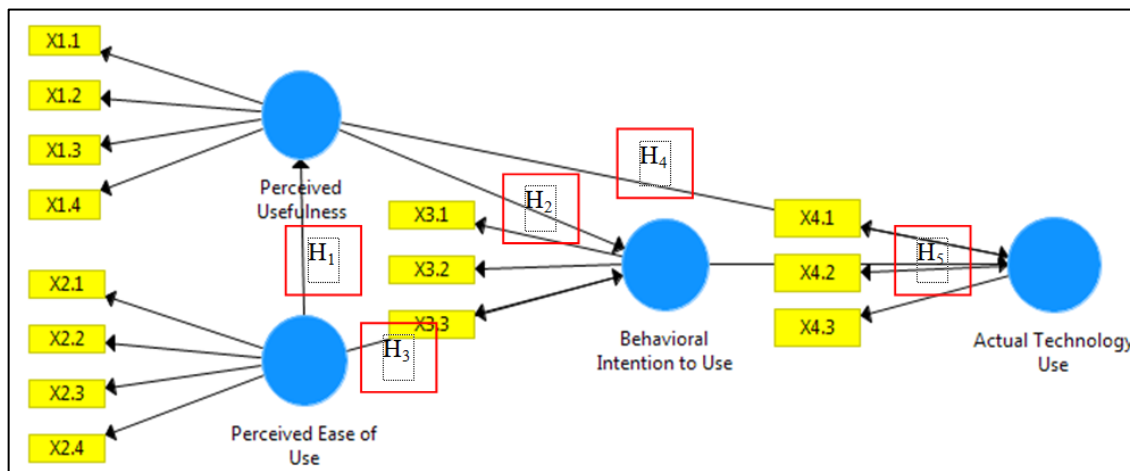 X1.1
X1.2
X1.3
X1.4
Perceived
Usefulness
H1
H2
H4
X3.1
X3.2
X3.3
H3
X4.1
X4.2
X4.3
H5
Behavioral
Intention to Use
Actual Technology
Use
X2.1
X2.2
X2.3
X2.4
Perceived Ease of
Use